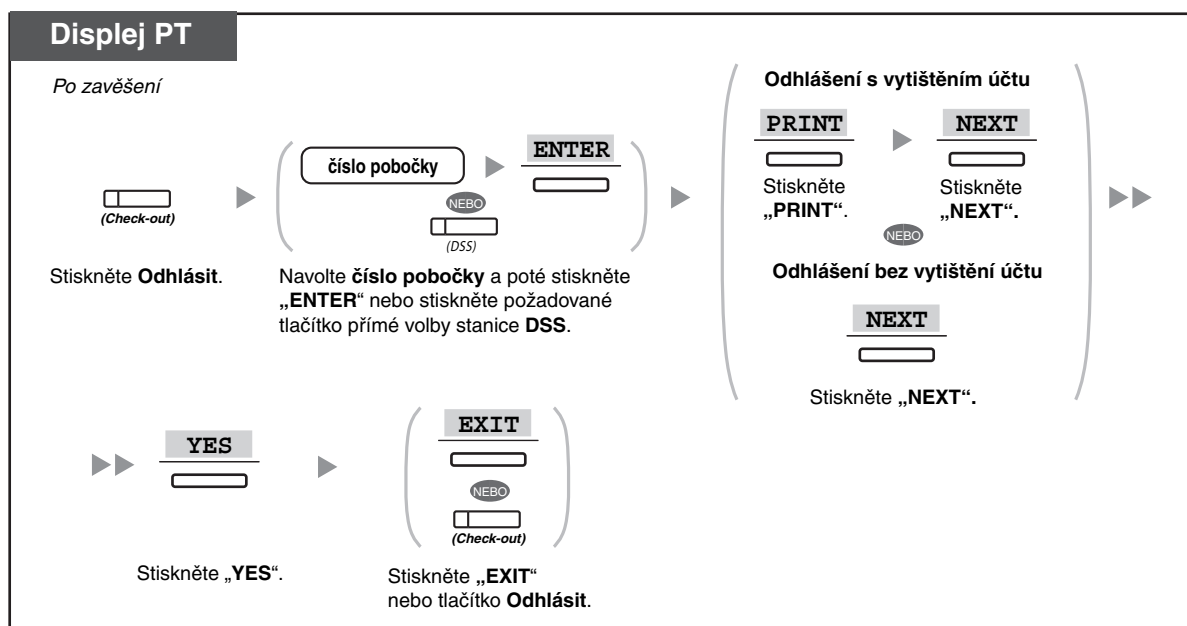 Displej PT
Po zavěšení
(Check-out)
Stiskněte Odhlásit.
číslo pobočky
ENTER
NEBO
(DSS)
Navolte číslo pobočky a poté stiskněte
„ENTER“ nebo stiskněte požadované
tlačítko přímé volby stanice DSS.
Odhlášení s vytištěním účtu
PRINT
NEXT
Stiskněte
„PRINT“.
Stiskněte
„NEXT“.
NEBO
Odhlášení bez vytištění účtu
NEXT
Stiskněte „NEXT“.
YES
Stiskněte „YES“.
EXIT
NEBO
(Check-out)
Stiskněte „EXIT“
nebo tlačítko Odhlásit.